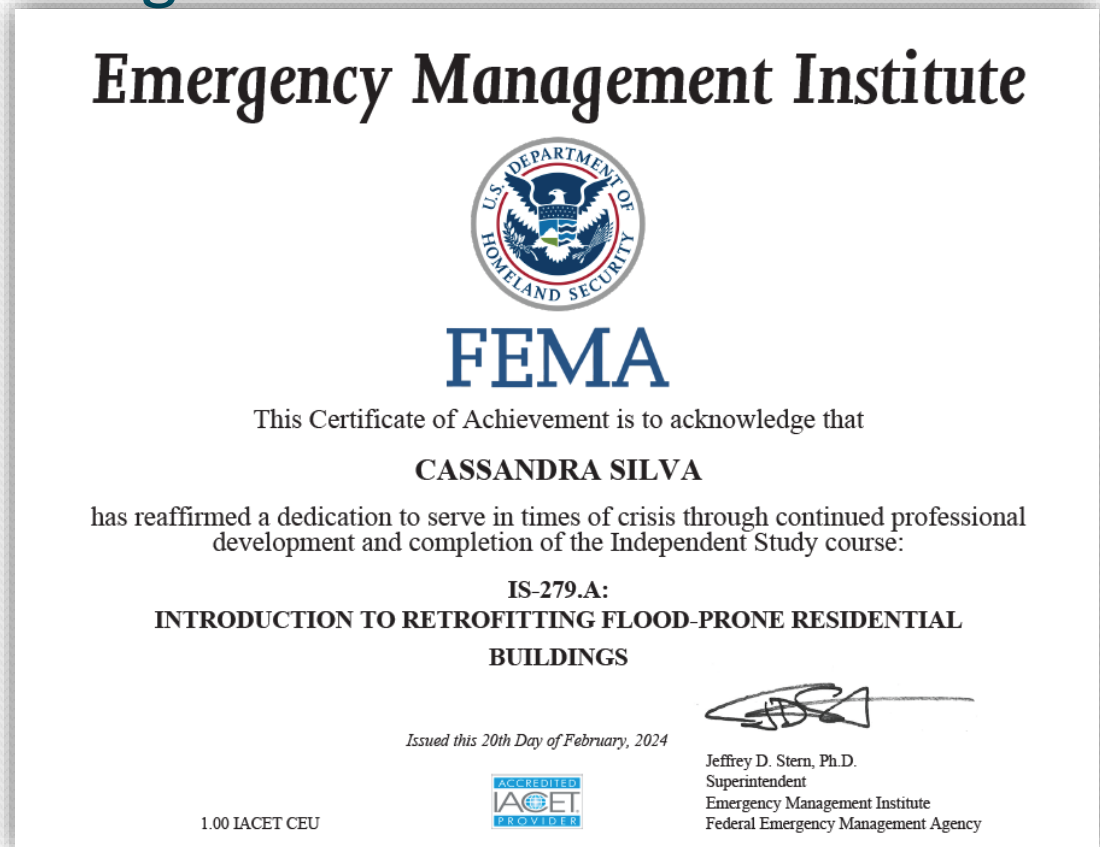 Emergency Management Institute
U.S. DEPARTMENT OF
HOMELAND SECURITY
FEMA
This Certificate of Achievement is to acknowledge that
CASSANDRA SILVA
has reaffirmed a dedication to serve in times of crisis through continued professional
development and completion of the Independent Study course:
IS-279.A:
INTRODUCTION TO RETROFITTING FLOOD-PRONE RESIDENTIAL
BUILDINGS
Issued this 20th Day of February, 2024
Jeffrey D. Stern, Ph.D.
Superintendent
Emergency Management Institute
Federal Emergency Management Agency
ACCREDITED
IACET
PROVIDER
1.00 IACET CEU